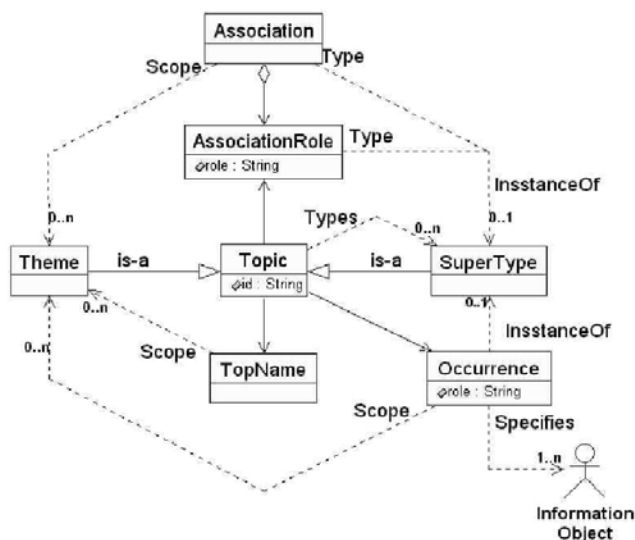 Association
Scope
Type
AssociationRole
role : String
Type
InsstanceOf
0..n
Types
0..n
0..1
Theme
is-a
Topic
id : String
is-a
SuperType
0..n
0..n
0..1
InsstanceOf
Scope
TopName
Occurrence
role : String
Scope
Specifies
1..n
Information
Object